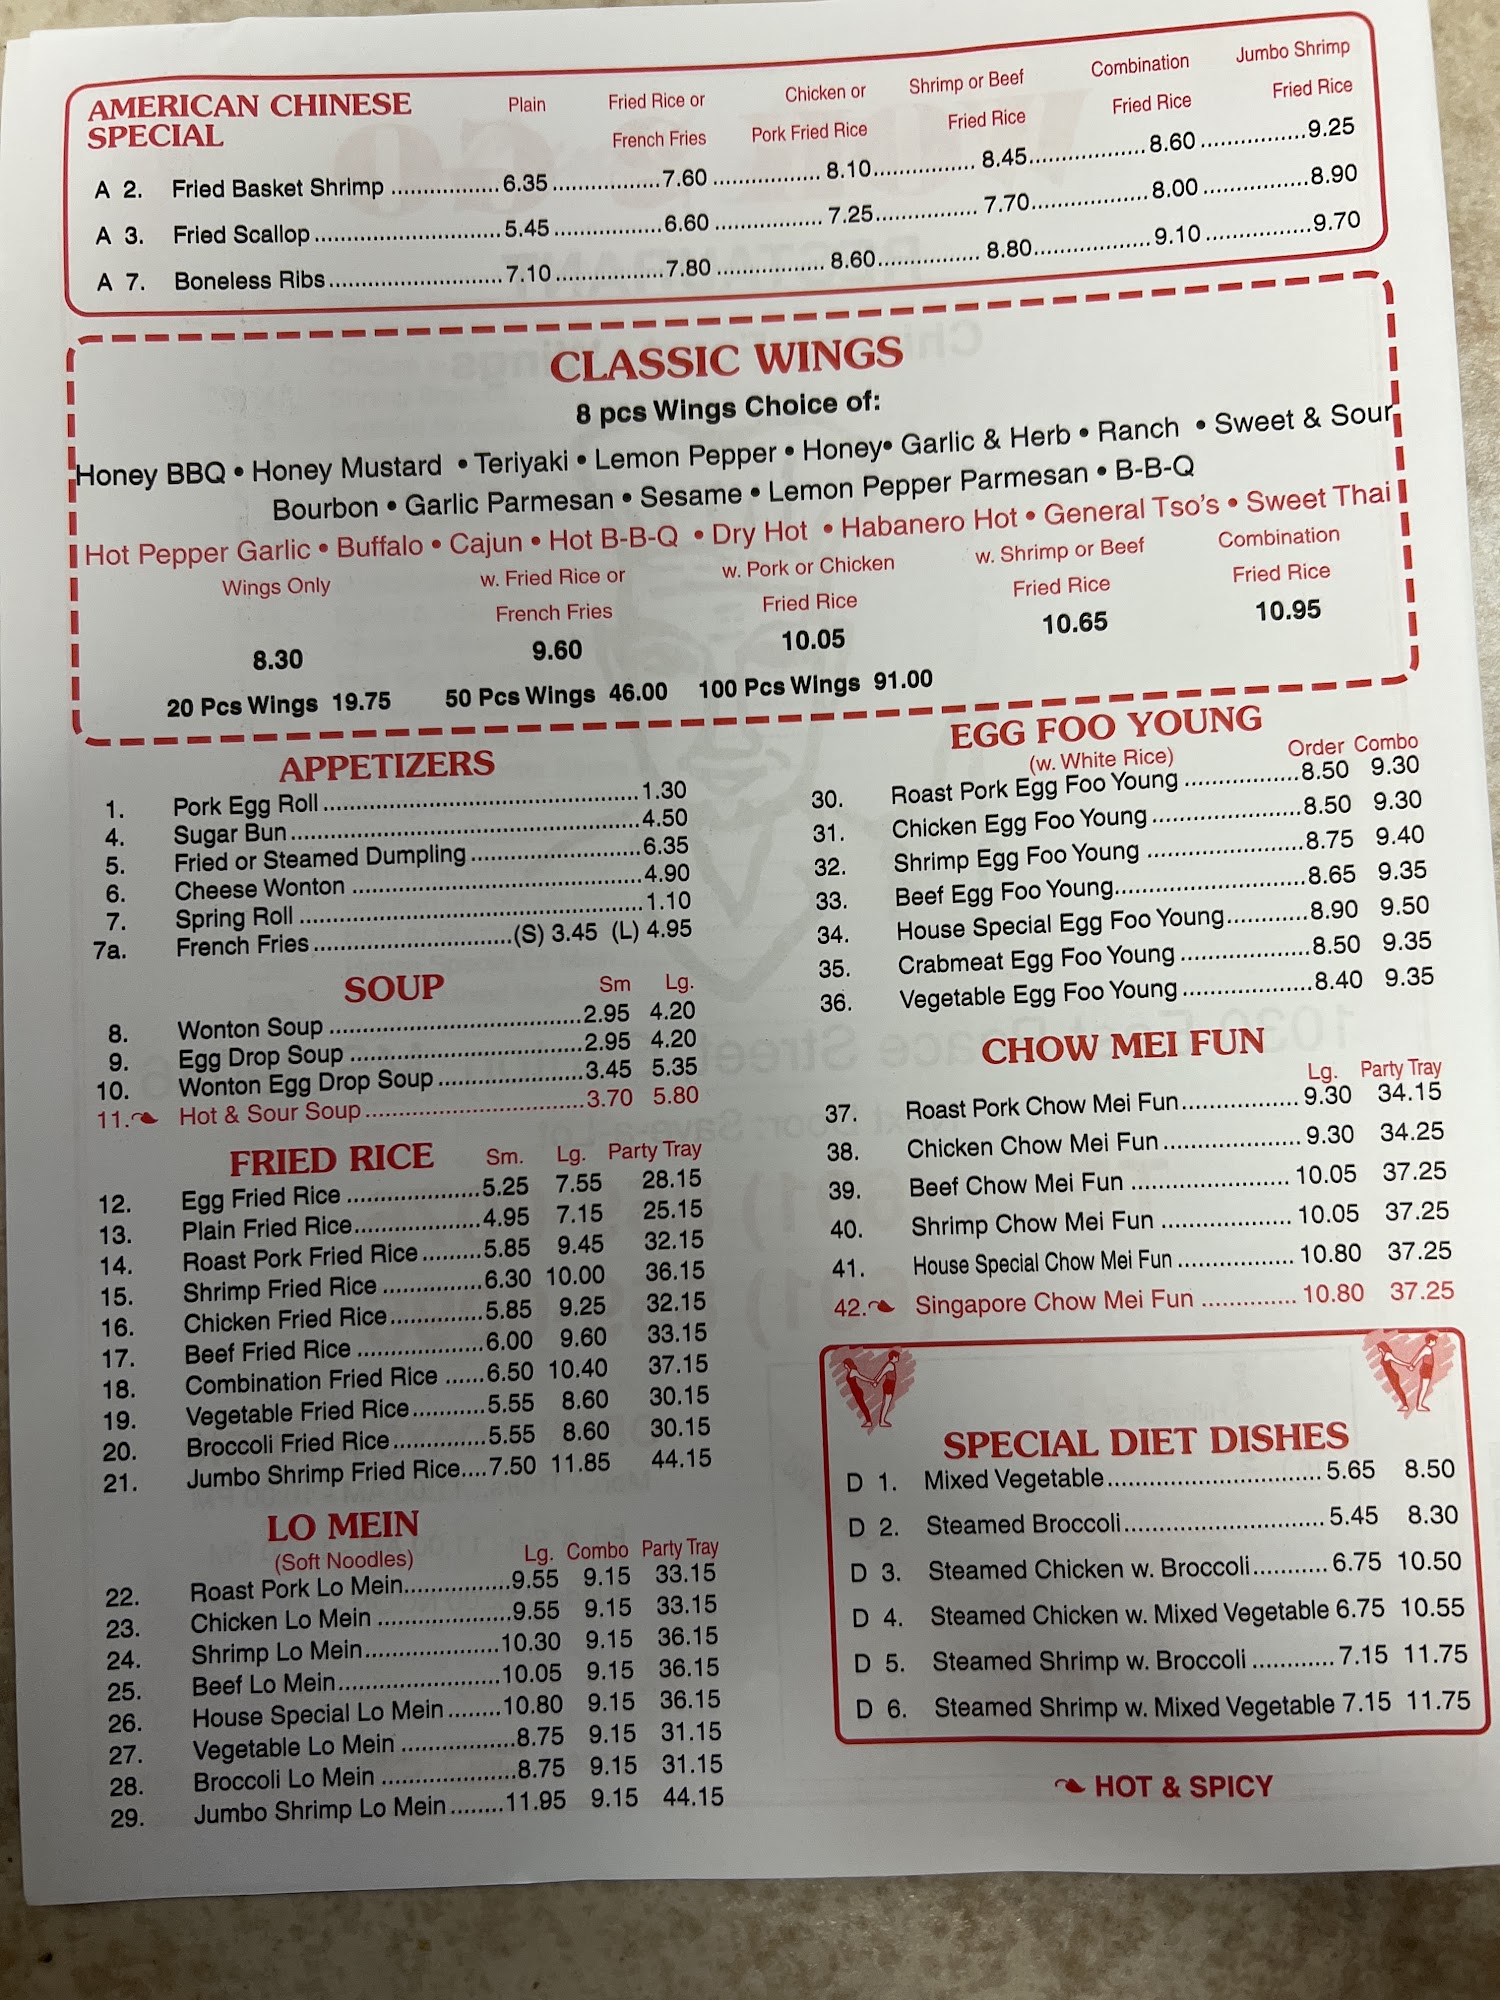 AMERICAN CHINESE SPECIAL
Plain
Fried Rice or French Fries
Chicken or Pork Fried Rice
Shrimp or Beef Fried Rice
Combination Fried Rice
Jumbo Shrimp Fried Rice
A 2. Fried Basket Shrimp 6.35 7.60 8.10 8.45 8.60 9.25
A 3. Fried Scallop 5.45 6.60 7.25 7.70 8.00 8.90
A 7. Boneless Ribs 7.10 7.80 8.60 8.80 9.10 9.70
CLASSIC WINGS
8 pcs Wings Choice of:
Honey BBQ • Honey Mustard • Teriyaki • Lemon Pepper • Honey• Garlic & Herb • Ranch • Sweet & Sour
Bourbon • Garlic Parmesan • Sesame • Lemon Pepper Parmesan • B-B-Q
Hot Pepper Garlic • Buffalo • Cajun • Hot B-B-Q • Dry Hot • Habanero Hot • General Tso's • Sweet Thai
Wings Only
w. Fried Rice or French Fries
w. Pork or Chicken Fried Rice
w. Shrimp or Beef Fried Rice
Combination Fried Rice
8.30 9.60 10.05 10.65 10.95
20 Pcs Wings 19.75 50 Pcs Wings 46.00 100 Pcs Wings 91.00
APPETIZERS
1. Pork Egg Roll 1.30
4. Sugar Bun 4.50
5. Fried or Steamed Dumpling 6.35
6. Cheese Wonton 4.90
7. Spring Roll 1.10
7a. French Fries (S) 3.45 (L) 4.95
SOUP Sm Lg.
8. Wonton Soup 2.95 4.20
9. Egg Drop Soup 2.95 4.20
10. Wonton Egg Drop Soup 3.45 5.35
11. Hot & Sour Soup 3.70 5.80
FRIED RICE Sm. Lg. Party Tray
12. Egg Fried Rice 5.25 7.55 28.15
13. Plain Fried Rice 4.95 7.15 25.15
14. Roast Pork Fried Rice 5.85 9.45 32.15
15. Shrimp Fried Rice 6.30 10.00 36.15
16. Chicken Fried Rice 5.85 9.25 32.15
17. Beef Fried Rice 6.00 9.60 33.15
18. Combination Fried Rice 6.50 10.40 37.15
19. Vegetable Fried Rice 5.55 8.60 30.15
20. Broccoli Fried Rice 5.55 8.60 30.15
21. Jumbo Shrimp Fried Rice 7.50 11.85 44.15
LO MEIN
(Soft Noodles) Lg. Combo Party Tray
22. Roast Pork Lo Mein 9.55 9.15 33.15
23. Chicken Lo Mein 9.55 9.15 33.15
24. Shrimp Lo Mein 10.30 9.15 36.15
25. Beef Lo Mein 10.05 9.15 36.15
26. House Special Lo Mein 10.80 9.15 36.15
27. Vegetable Lo Mein 8.75 9.15 31.15
28. Broccoli Lo Mein 8.75 9.15 31.15
29. Jumbo Shrimp Lo Mein 11.95 9.15 44.15
EGG FOO YOUNG
(w. White Rice) Order Combo
30. Roast Pork Egg Foo Young 8.50 9.30
31. Chicken Egg Foo Young 8.50 9.30
32. Shrimp Egg Foo Young 8.75 9.40
33. Beef Egg Foo Young 8.65 9.35
34. House Special Egg Foo Young 8.90 9.50
35. Crabmeat Egg Foo Young 8.50 9.35
36. Vegetable Egg Foo Young 8.40 9.35
CHOW MEI FUN
Lg. Party Tray
37. Roast Pork Chow Mei Fun 9.30 34.15
38. Chicken Chow Mei Fun 9.30 34.25
39. Beef Chow Mei Fun 10.05 37.25
40. Shrimp Chow Mei Fun 10.05 37.25
41. House Special Chow Mei Fun 10.80 37.25
42. Singapore Chow Mei Fun 10.80 37.25
SPECIAL DIET DISHES
D 1. Mixed Vegetable 5.65 8.50
D 2. Steamed Broccoli 5.45 8.30
D 3. Steamed Chicken w. Broccoli 6.75 10.50
D 4. Steamed Chicken w. Mixed Vegetable 6.75 10.55
D 5. Steamed Shrimp w. Broccoli 7.15 11.75
D 6. Steamed Shrimp w. Mixed Vegetable 7.15 11.75
HOT & SPICY